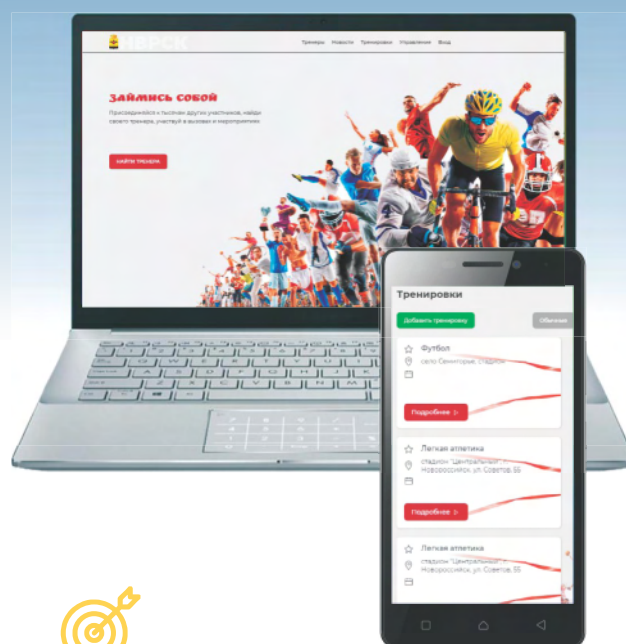 НВРСК
Тренеры Новости Тренировки Управление Вход
ЗАЙМИСЬ СОБОЙ
Присоединяйся к тысячам других участников, найди
своего тренера, участвуй в вызовах и мероприятиях
НАЙТИ ТРЕНЕРА
Тренировки
Добавить тренировку
Обычные
Футбол
село Семигорье, стадион
Подробнее
Легкая атлетика
стадион "Центральный", г.
Новороссийск, ул. Советов, 55
Подробнее
Легкая атлетика
стадион "Центральный", г.
Новороссийск, ул. Советов, 55